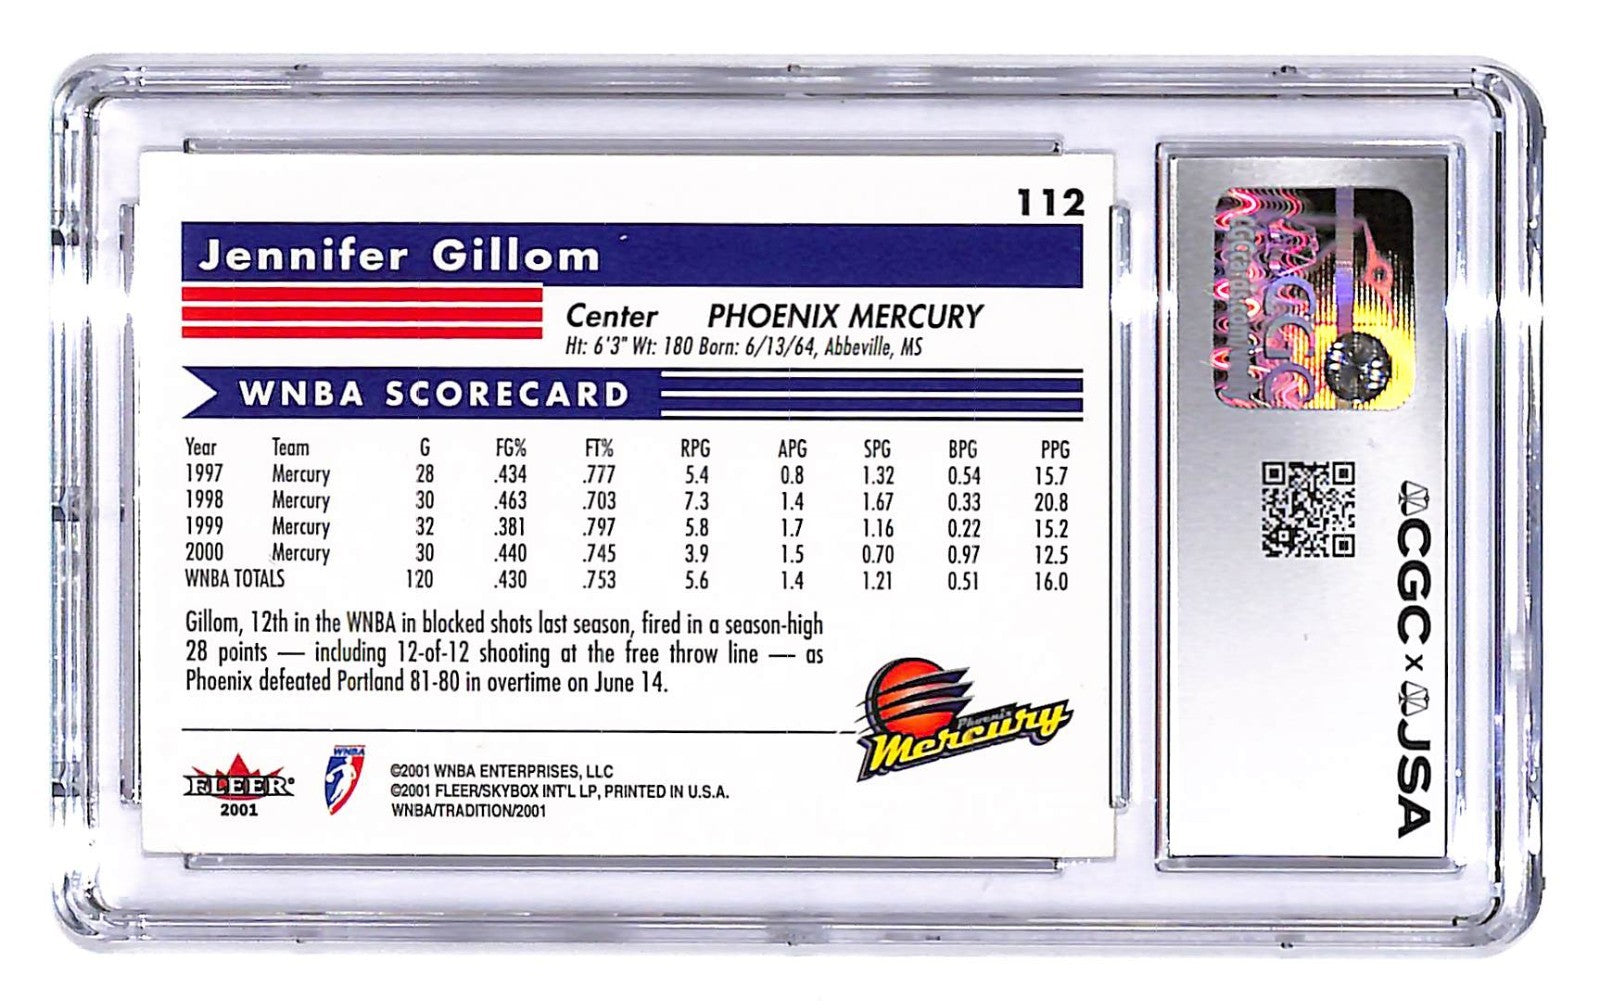 112
Jennifer Gillom
Center PHOENIX MERCURY
Ht: 6'3" Wt: 180 Born: 6/13/64, Abbeville, MS
WNBA SCORECARD
Year Team G FG% FT% RPG APG SPG BPG PPG
1997 Mercury 28 .434 .777 5.4 0.8 1.32 0.54 15.7
1998 Mercury 30 .463 .703 7.3 1.4 1.67 0.33 20.8
1999 Mercury 32 .381 .797 5.8 1.7 1.16 0.22 15.2
2000 Mercury 30 .440 .745 3.9 1.5 0.70 0.97 12.5
WNBA TOTALS 120 .430 .753 5.6 1.4 1.21 0.51 16.0
Gillom, 12th in the WNBA in blocked shots last season, fired in a season-high
28 points — including 12-of-12 shooting at the free throw line — as
Phoenix defeated Portland 81-80 in overtime on June 14.
Phoenix
Mercury
FLEER®
2001
WNBA
©2001 WNBA ENTERPRISES, LLC
©2001 FLEER/SKYBOX INT'L LP, PRINTED IN U.S.A.
WNBA/TRADITION/2001
CGC
CGC x JSA